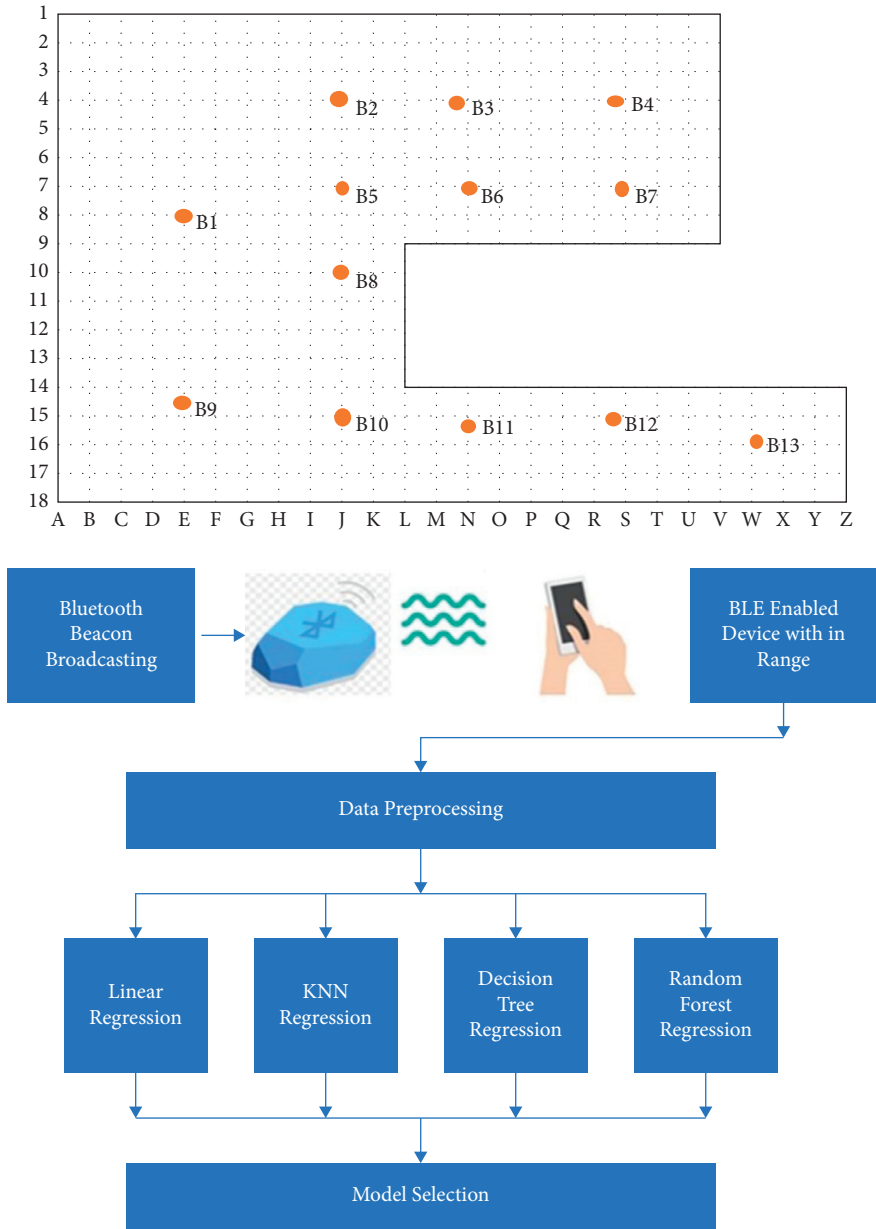 1
2
3
4
5
6
7
8
9
10
11
12
13
14
15
16
17
18
B2
B3
B4
B5
B6
B7
B1
B8
B9
B10
B11
B12
B13
A B C D E F G H I J K L M N O P Q R S T U V W X Y Z
Bluetooth
Beacon
Broadcasting
BLE Enabled
Device with in
Range
Data Preprocessing
Linear
Regression
KNN
Regression
Decision
Tree
Regression
Random
Forest
Regression
Model Selection